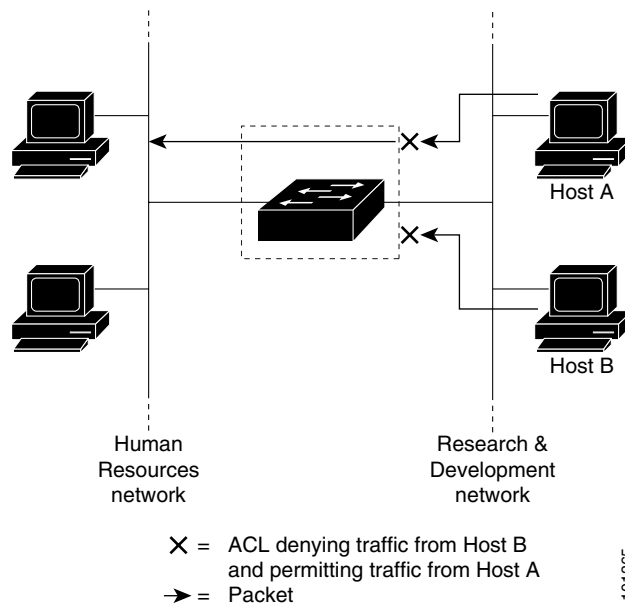 Host A
Host B
Human
Resources
network
Research &
Development
network
X = ACL denying traffic from Host B
and permitting traffic from Host A
= Packet